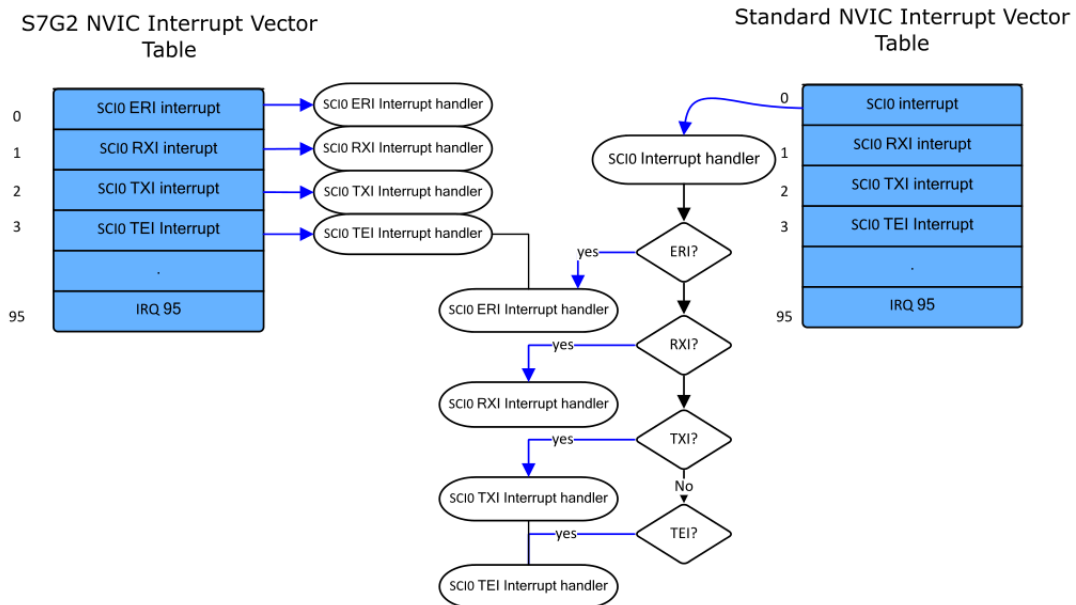 S7G2 NVIC Interrupt Vector
Table
0
SCI0 ERI interrupt
1
SCI0 RXI interupt
2
SCI0 TXI interrupt
3
SCI0 TEI Interrupt
.
95
IRQ 95
SCI0 ERI Interrupt handler
SCI0 RXI Interrupt handler
SCI0 TXI Interrupt handler
SCI0 TEI Interrupt handler
Standard NVIC Interrupt Vector
Table
0
SCI0 interrupt
1
SCI0 RXI interupt
2
SCI0 TXI interrupt
3
SCI0 TEI Interrupt
.
95
IRQ 95
SCI0 Interrupt handler
ERI?
yes
SCI0 ERI Interrupt handler
RXI?
yes
SCI0 RXI Interrupt handler
TXI?
yes
SCI0 TXI Interrupt handler
No
TEI?
yes
SCI0 TEI Interrupt handler